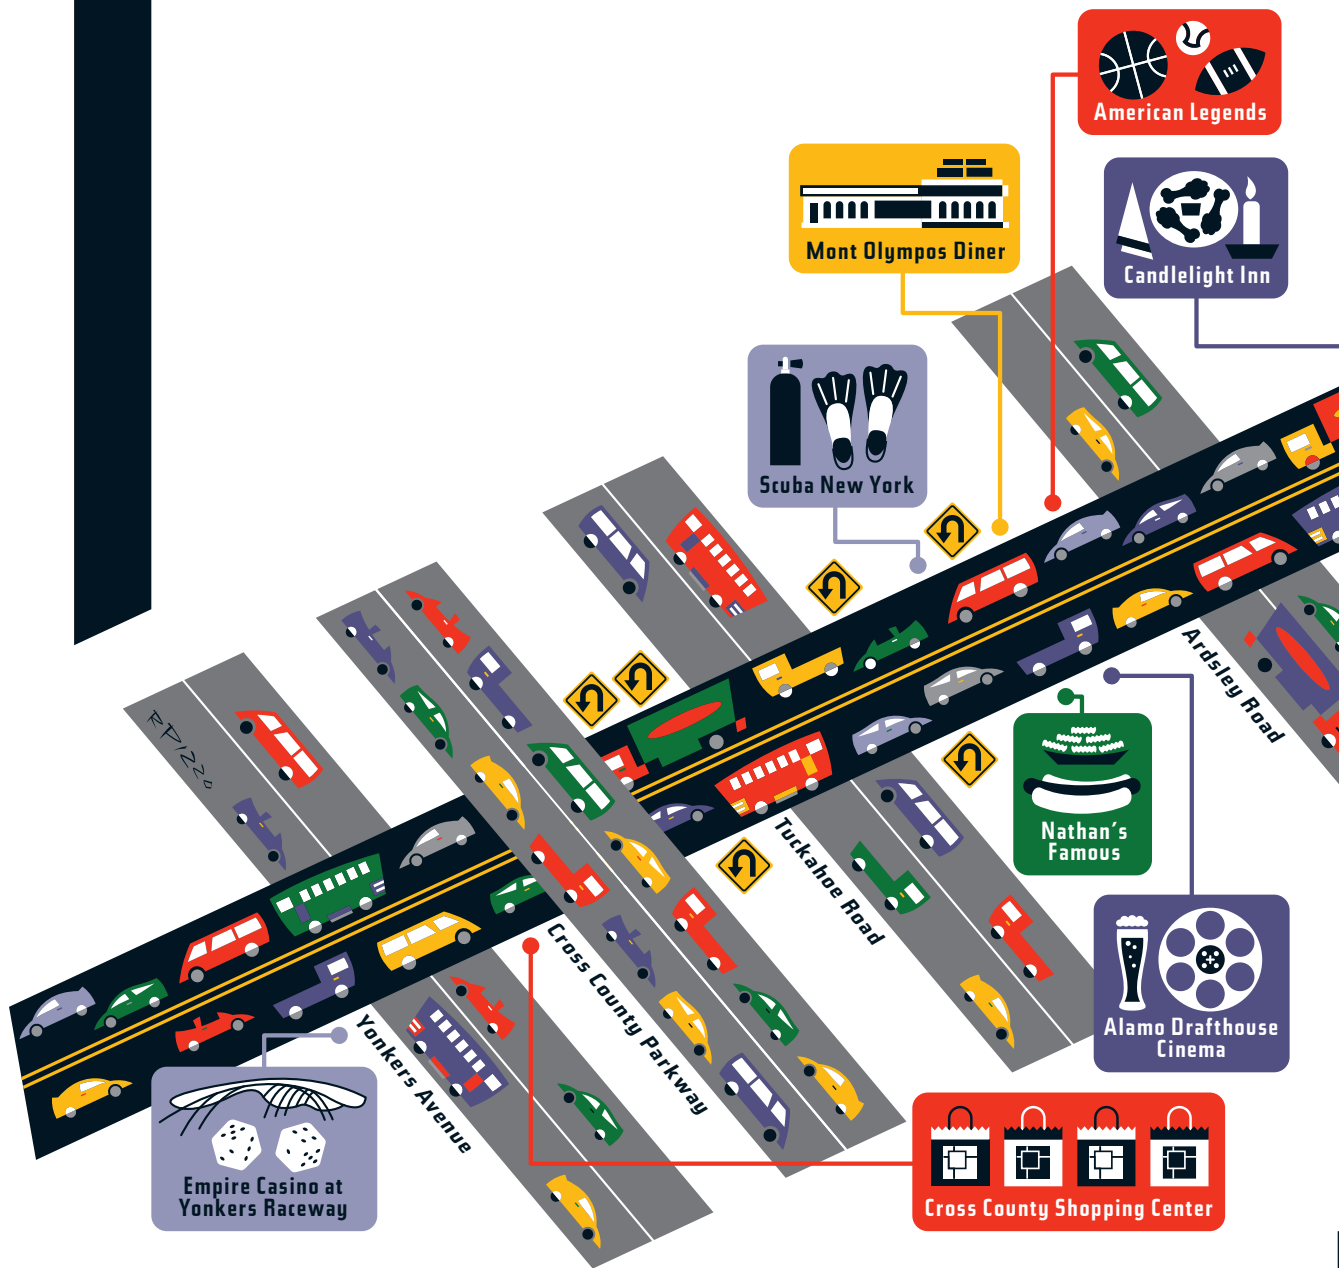 American Legends
Mont Olympos Diner
Candlelight Inn
Scuba New York
RPIZZO
Ardsley Road
Nathan's
Famous
Tuckahoe Road
Cross County Parkway
Yonkers Avenue
Alamo Drafthouse
Cinema
Empire Casino at
Yonkers Raceway
Cross County Shopping Center